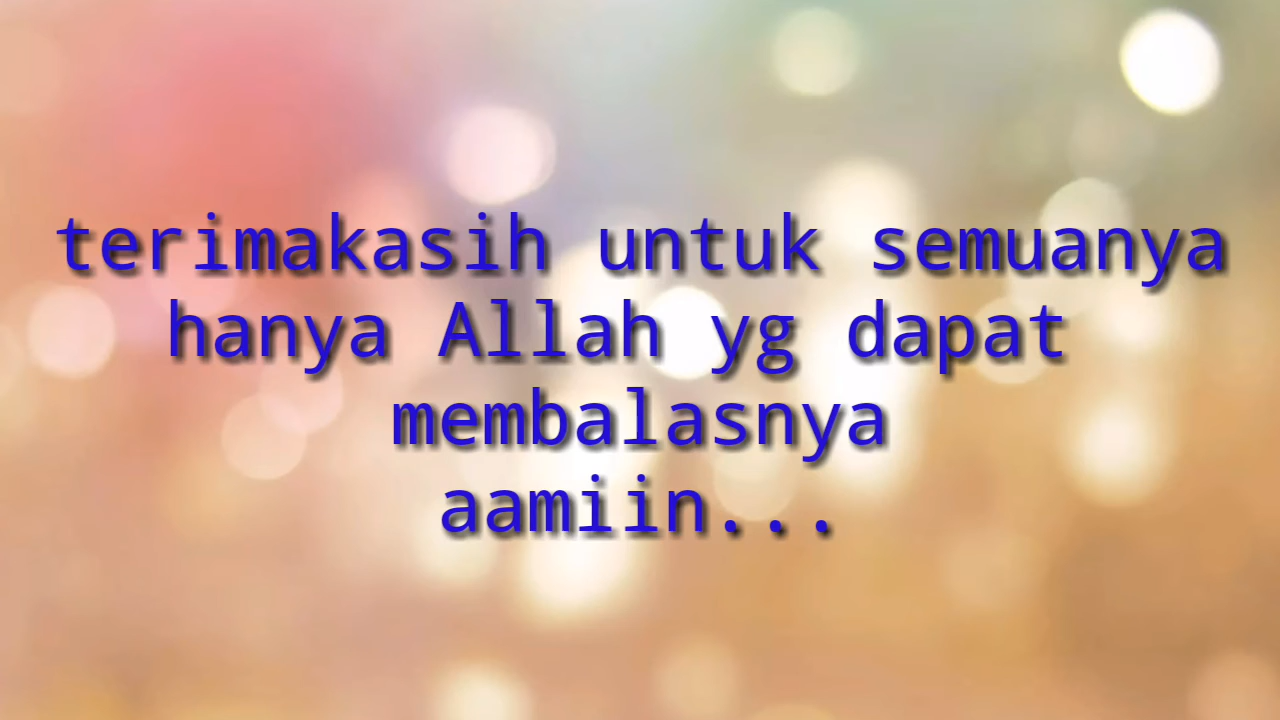 terimakasih untuk semuanya
hanya Allah yg dapat
membalasnya
aamiin...